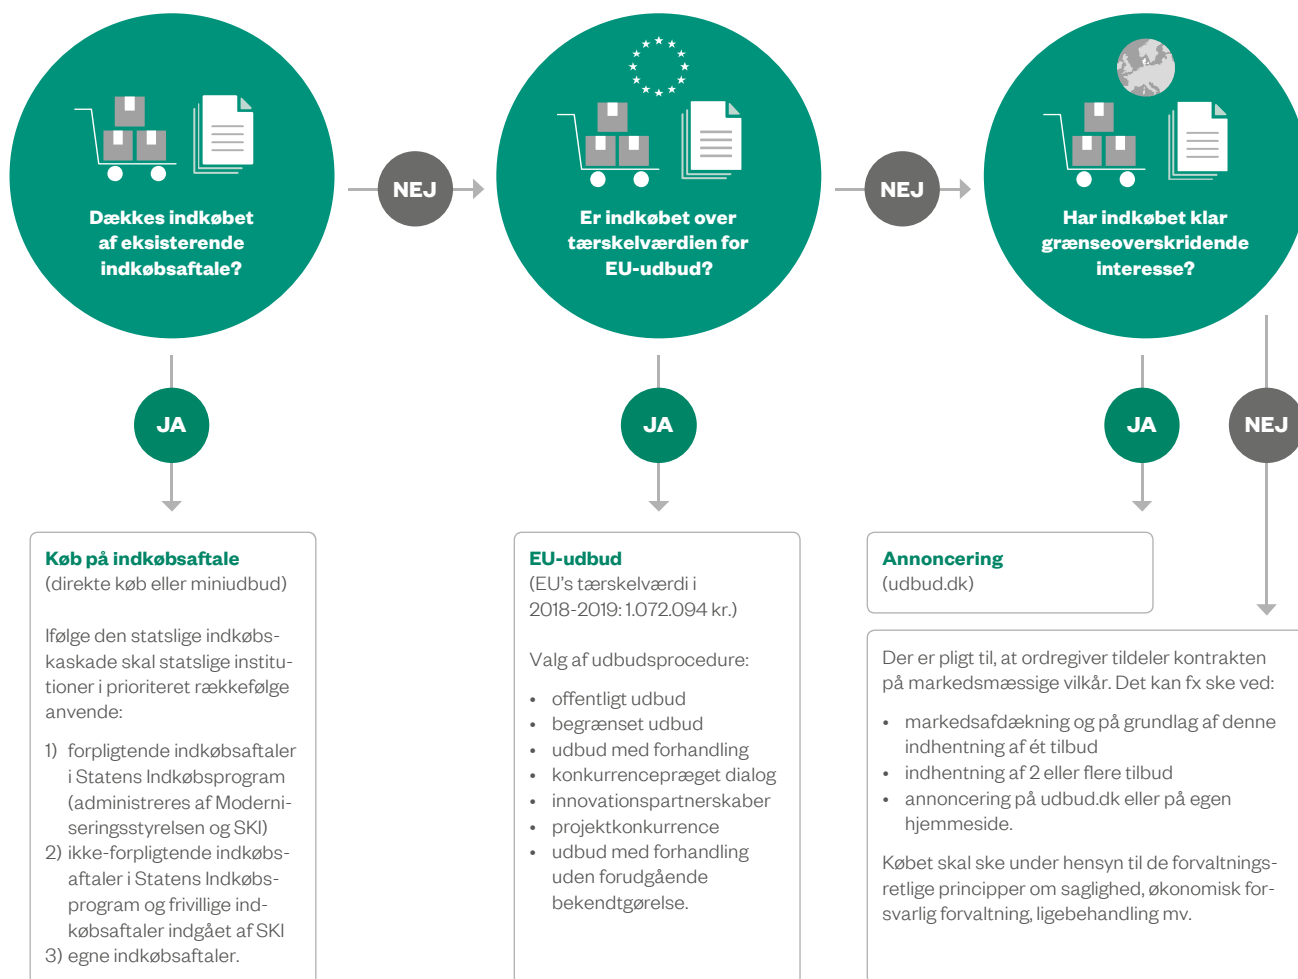 Dækkes indkøbet
af eksisterende
indkøbsaftale?
NEJ
Er indkøbet over
tærskelværdien for
EU-udbud?
NEJ
Har indkøbet klar
grænseoverskridende
interesse?
JA
JA
JA
NEJ
Køb på indkøbsaftale
(direkte køb eller miniudbud)
Ifølge den statslige indkøbs-
kaskade skal statslige institu-
tioner i prioriteret rækkefølge
anvende:
1) forpligtende indkøbsaftaler
i Statens Indkøbsprogram
(administreres af Moderni-
seringsstyrelsen og SKI)
2) ikke-forpligtende indkøbs-
aftaler i Statens Indkøbs-
program og frivillige ind-
købsaftaler indgået af SKI
3) egne indkøbsaftaler.
EU-udbud
(EU's tærskelværdi i
2018-2019: 1.072.094 kr.)
Valg af udbudsprocedure:
• offentligt udbud
• begrænset udbud
• udbud med forhandling
• konkurrencepræget dialog
• innovationspartnerskaber
• projektkonkurrence
• udbud med forhandling
uden forudgående
bekendtgørelse.
Annoncering
(udbud.dk)
Der er pligt til, at ordregiver tildeler kontrakten
på markedsmæssige vilkår. Det kan fx ske ved:
• markedsafdækning og på grundlag af denne
indhentning af ét tilbud
• indhentning af 2 eller flere tilbud
• annoncering på udbud.dk eller på egen
hjemmeside.
Købet skal ske under hensyn til de forvaltnings-
retlige principper om saglighed, økonomisk for-
svarlig forvaltning, ligebehandling mv.